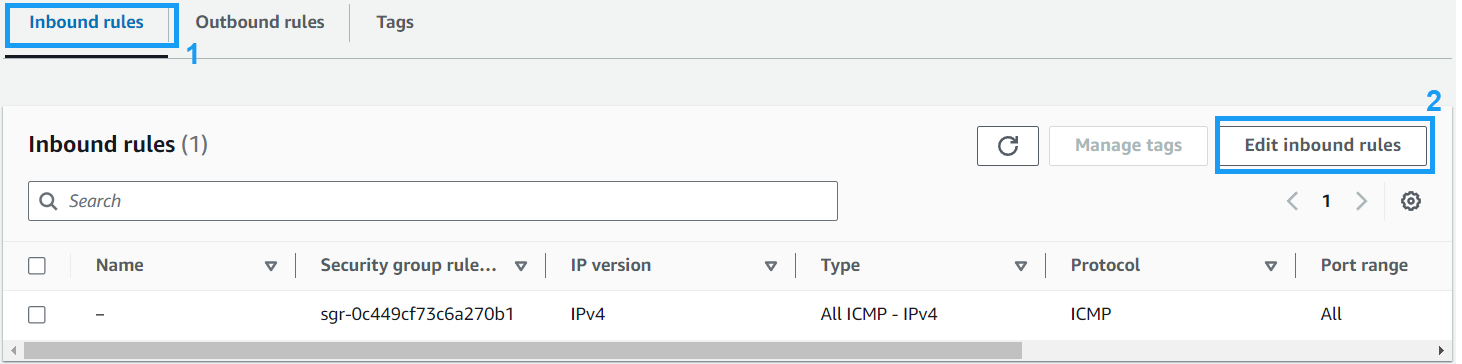 Inbound rules Outbound rules Tags
1
2
Inbound rules (1) Manage tags Edit inbound rules
Search 1
Name Security group rule... IP version Type Protocol Port range
– sgr-0c449cf73c6a270b1 IPv4 All ICMP - IPv4 ICMP All